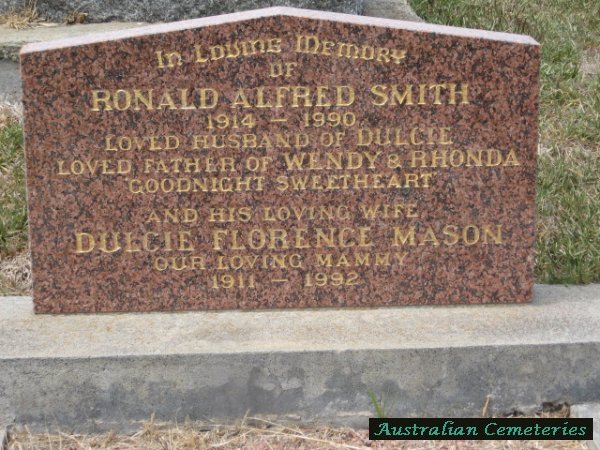 In Loving Memory
OF
RONALD ALFRED SMITH
1914 – 1990
LOVED HUSBAND OF DULCIE
LOVED FATHER OF WENDY & RHONDA
"GOODNIGHT SWEETHEART"
AND HIS LOVING WIFE
DULCIE FLORENCE MASON
OUR LOVING MAMMY
1911 – 1992
Australian Cemeteries